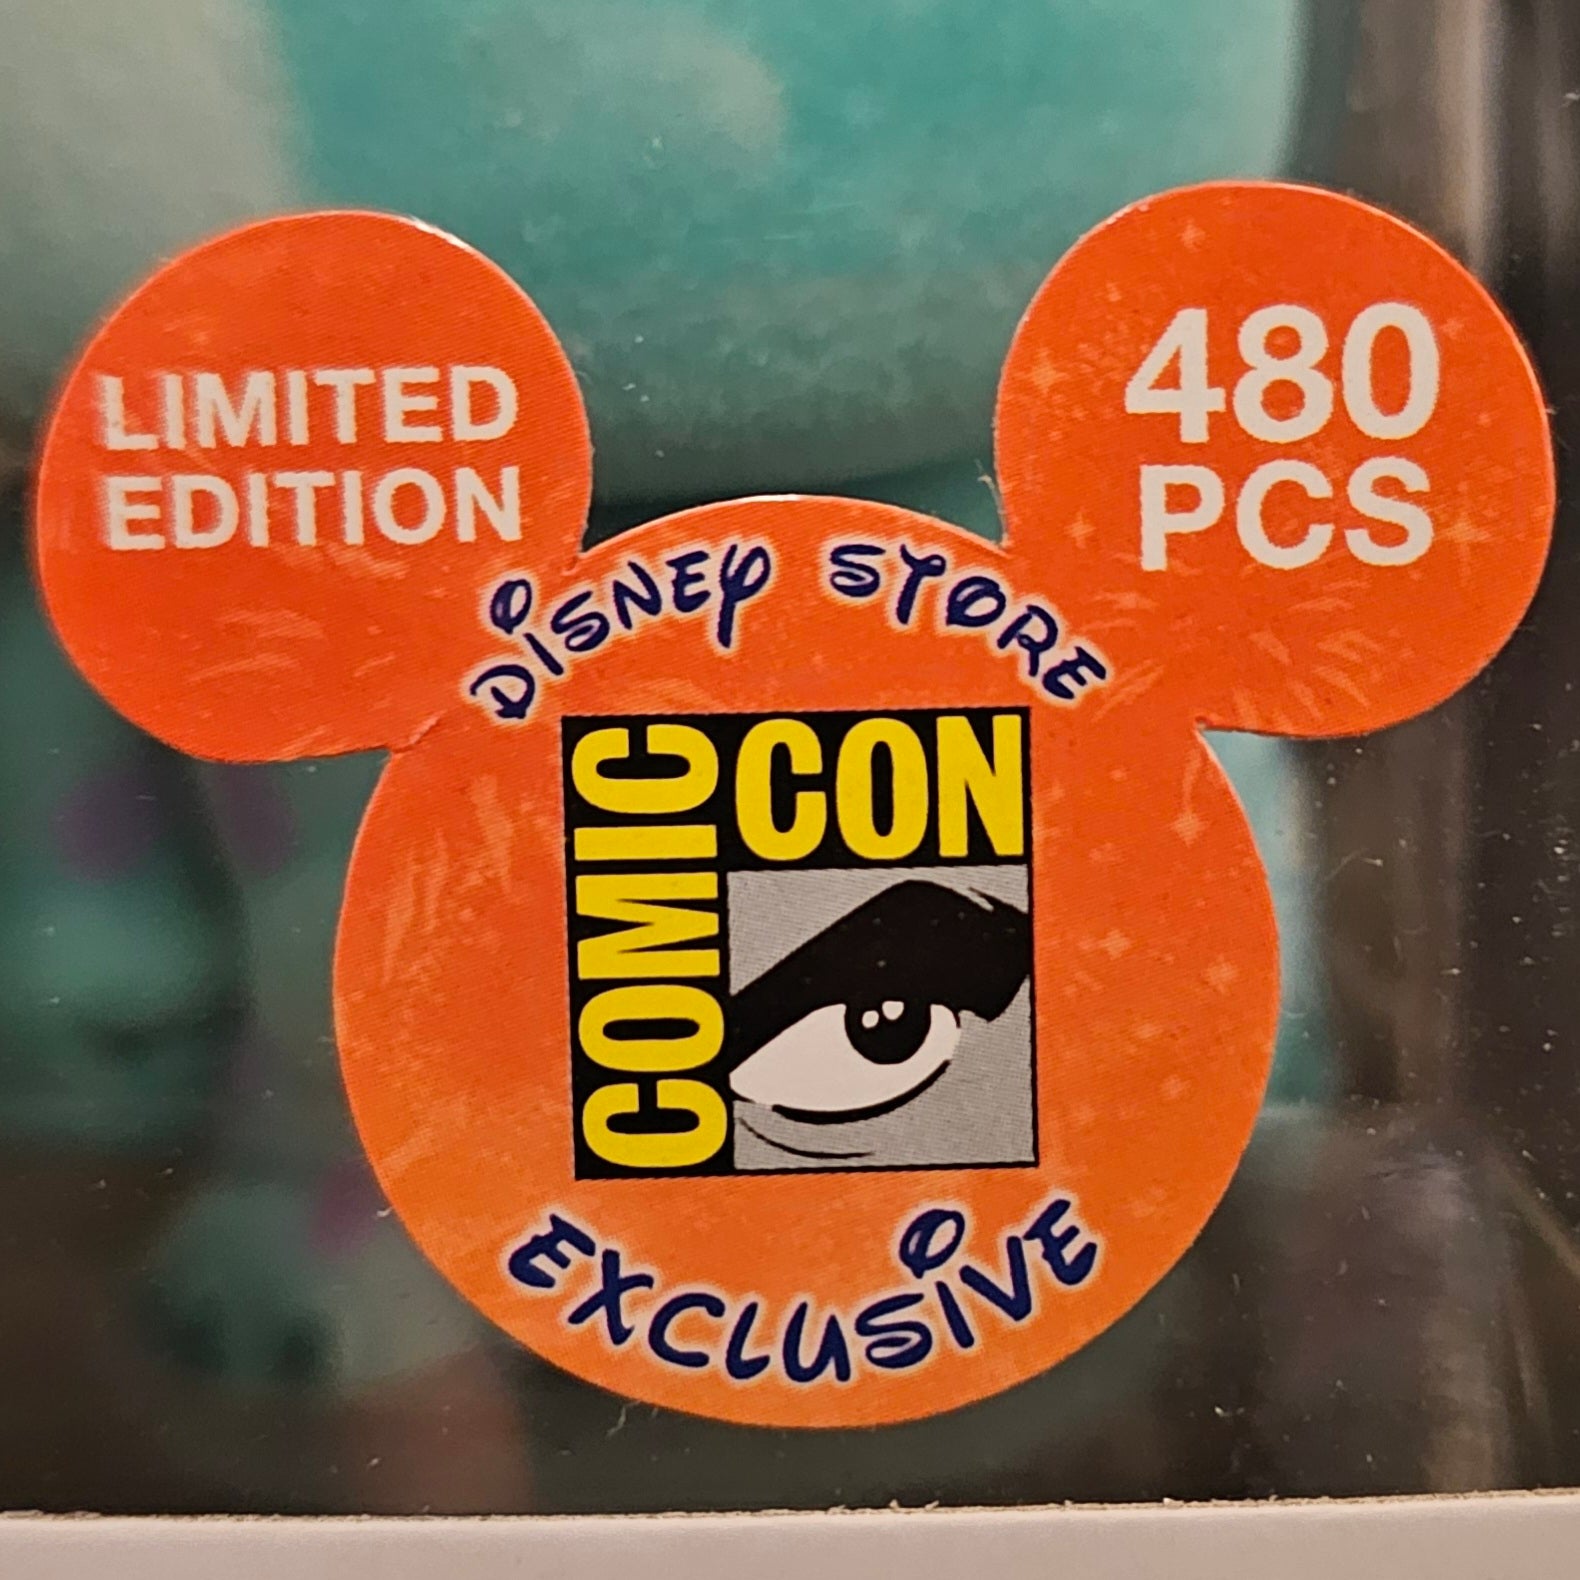 LIMITED
EDITION
480
PCS
DISNEY STORE
COMIC
CON
EXCLUSIVE